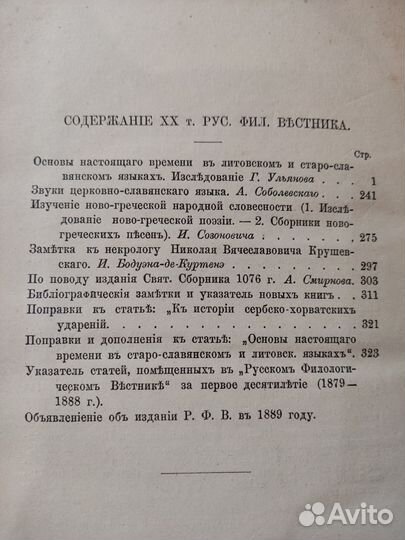 СОДЕРЖАНІЕ XX т. РУС. ФИЛ. ВѢСТНИКА.
Стр.
Основы настоящаго времени въ литовскомъ и старо-сла-
вянскомъ языкахъ. Изслѣдованіе Г. Ульянова . . . 1
Звуки церковно-славянскаго языка. А. Соболевскаго . . 241
Изученіе ново-греческой народной словесности (1. Изслѣ-
дованіе ново-греческой поэзіи. — 2. Сборники ново-
греческихъ пѣсенъ). И. Созоновича . . . . . 275
Замѣтка къ некрологу Николая Вячеславовича Крушев-
скаго. И. Бодуэна-де-Куртенэ . . . . . . 297
По поводу изданія Свят. Сборника 1076 г. А. Смирнова. 303
Библіографическія замѣтки и указатель новыхъ книгъ. . 311
Поправки къ статьѣ: „Къ исторіи сербско-хорватскихъ
удареній. . . . . . . . . . . 321
Поправки и дополненія къ статьѣ: „Основы настоящаго
времени въ старо-славянскомъ и литовск. языкахъ“. 323
Указатель статей, помѣщенныхъ въ „Русскомъ Филологи-
ческомъ Вѣстникѣ“ за первое десятилѣтіе (1879—
1888 г.).
Объявленіе объ изданіи Р. Ф. В. въ 1889 году.
Avito